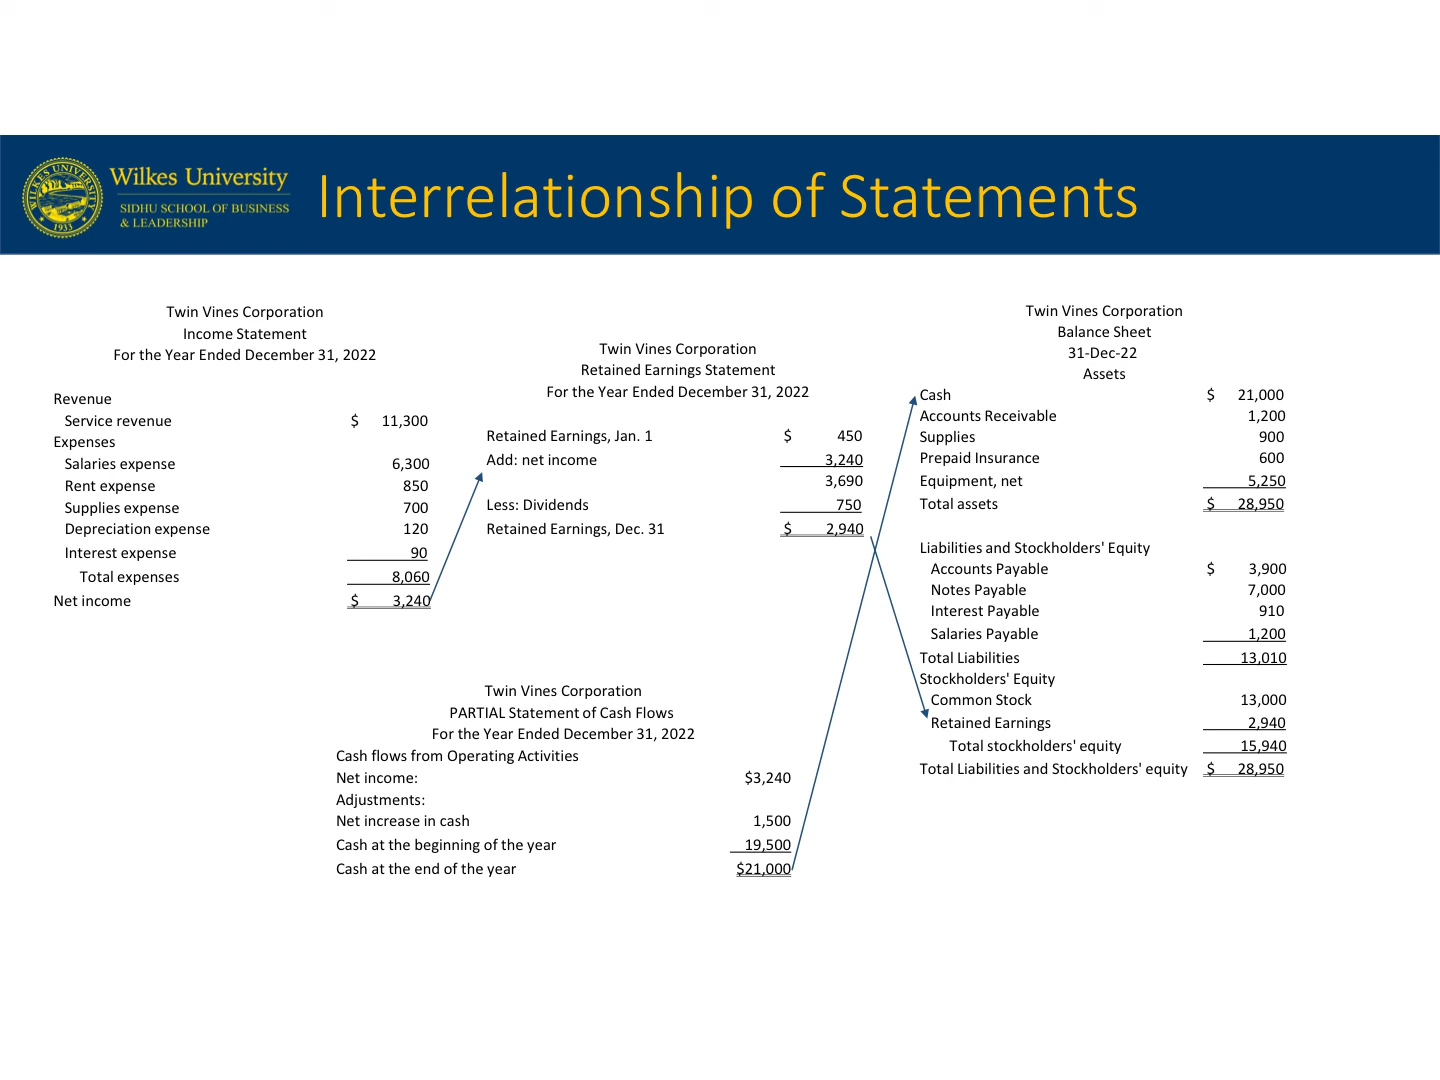 Wilkes University
SIDHU SCHOOL OF BUSINESS
& LEADERSHIP
WILKES UNIVERSITY
1933
Interrelationship of Statements
Twin Vines Corporation
Income Statement
For the Year Ended December 31, 2022
Revenue
Service revenue $ 11,300
Expenses
Salaries expense 6,300
Rent expense 850
Supplies expense 700
Depreciation expense 120
Interest expense 90
Total expenses 8,060
Net income $ 3,240
Twin Vines Corporation
Retained Earnings Statement
For the Year Ended December 31, 2022
Retained Earnings, Jan. 1 $ 450
Add: net income 3,240
3,690
Less: Dividends 750
Retained Earnings, Dec. 31 $ 2,940
Twin Vines Corporation
PARTIAL Statement of Cash Flows
For the Year Ended December 31, 2022
Cash flows from Operating Activities
Net income: $3,240
Adjustments:
Net increase in cash 1,500
Cash at the beginning of the year 19,500
Cash at the end of the year $21,000
Twin Vines Corporation
Balance Sheet
31-Dec-22
Assets
Cash $ 21,000
Accounts Receivable 1,200
Supplies 900
Prepaid Insurance 600
Equipment, net 5,250
Total assets $ 28,950
Liabilities and Stockholders' Equity
Accounts Payable $ 3,900
Notes Payable 7,000
Interest Payable 910
Salaries Payable 1,200
Total Liabilities 13,010
Stockholders' Equity
Common Stock 13,000
Retained Earnings 2,940
Total stockholders' equity 15,940
Total Liabilities and Stockholders' equity $ 28,950